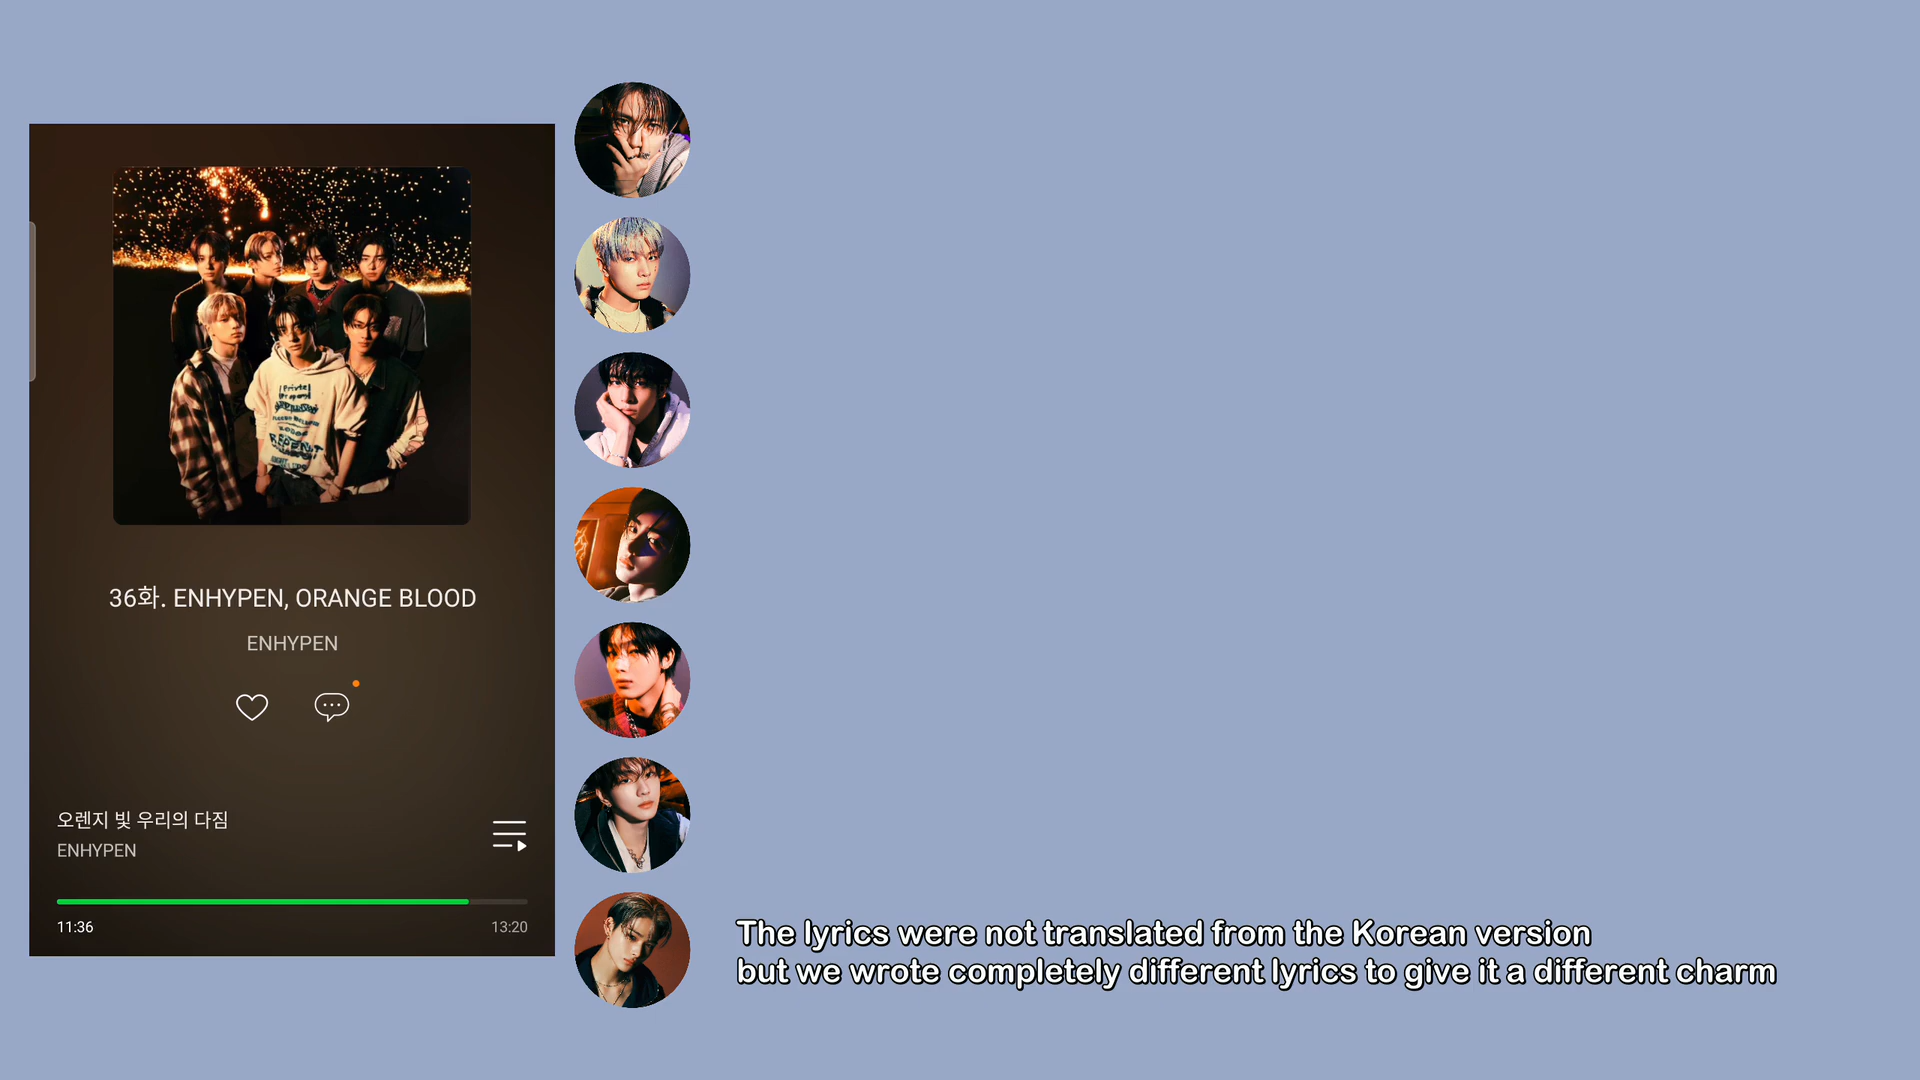 36화. ENHYPEN, ORANGE BLOOD
ENHYPEN
오렌지 빛 우리의 다짐
ENHYPEN
11:36
13:20
The lyrics were not translated from the Korean version
but we wrote completely different lyrics to give it a different charm